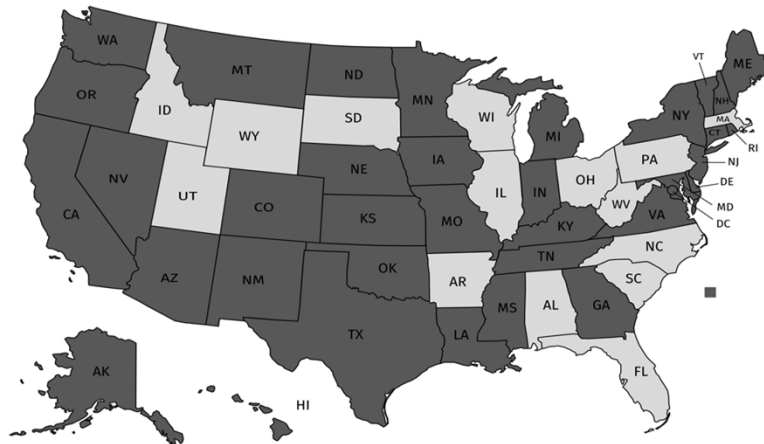 WA
MT
ND
MN
OR
ID
WY
SD
WI
MI
NY
VT
NH
ME
MA
CT
RI
NV
UT
CO
NE
IA
IL
IN
OH
PA
NJ
DE
MD
DC
CA
KS
MO
KY
WV
VA
AZ
NM
OK
AR
TN
NC
SC
TX
LA
MS
AL
GA
FL
AK
HI